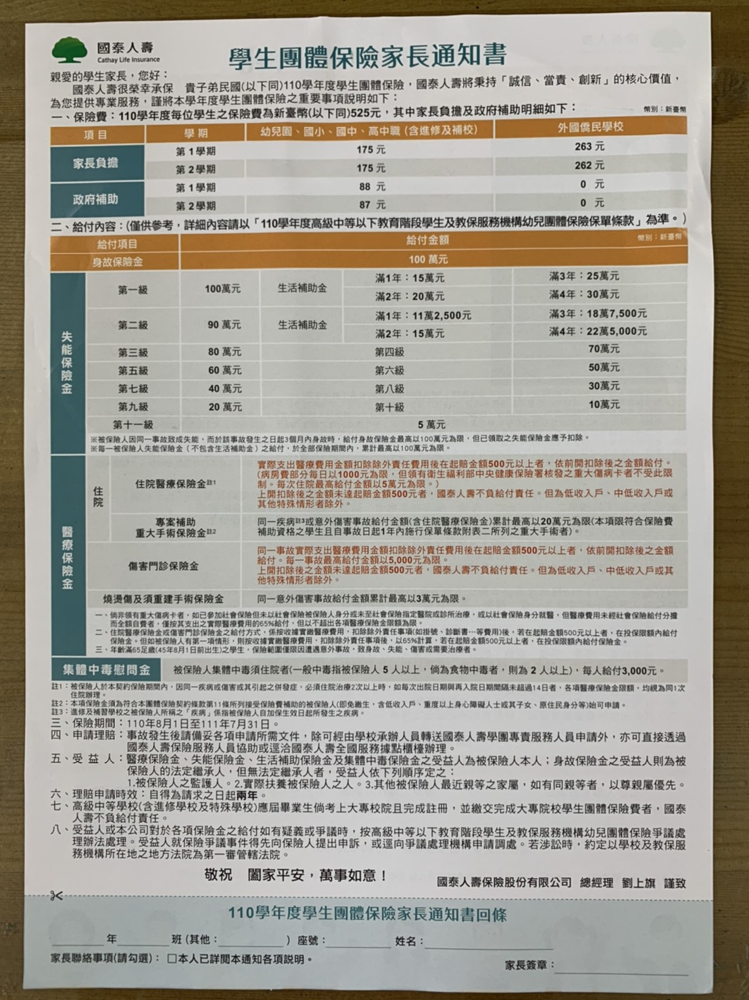 國泰人壽
Cathay Life Insurance
學生團體保險家長通知書
親愛的學生家長，您好：
國泰人壽很榮幸承保　貴子弟民國(以下同)110學年度學生團體保險，國泰人壽將秉持「誠信、當責、創新」的核心價值，
為您提供專業服務，謹將本學年度學生團體保險之重要事項說明如下：
一、保險費：110學年度每位學生之保險費為新臺幣(以下同)525元，其中家長負擔及政府補助明細如下：
幣別：新臺幣
項目 學期 幼兒園、國小、國中、高中職 (含進修及補校) 外國僑民學校
家長負擔 第1學期 175 元 263 元
第2學期 175 元 262 元
政府補助 第1學期 88 元 0 元
第2學期 87 元 0 元
二、給付內容：(僅供參考，詳細內容請以「110學年度高級中等以下教育階段學生及教保服務機構幼兒團體保險保單條款」為準。)
給付項目 給付金額 幣別：新臺幣
身故保險金 100 萬元
失能保險金
第一級 100萬元 生活補助金 滿1年：15萬元 滿3年：25萬元
滿2年：20萬元 滿4年：30萬元
第二級 90 萬元 生活補助金 滿1年：11萬2,500元 滿3年：18萬7,500元
滿2年：15萬元 滿4年：22萬5,000元
第三級 80 萬元 第四級 70萬元
第五級 60 萬元 第六級 50萬元
第七級 40 萬元 第八級 30萬元
第九級 20 萬元 第十級 10萬元
第十一級 5 萬元
※被保險人因同一事故致成失能，而於該事故發生之日起3個月內身故時，給付身故保險金最高以100萬元為限，但已領取之失能保險金應予扣除。
※每一被保險人失能保險金（不包含生活補助金）之給付，於全部保險期間內，累計最高以100萬元為限。
醫療保險金
住院
住院醫療保險金註1
實際支出醫療費用金額扣除除外責任費用後在起賠金額500元以上者，依前開扣除後之金額給付。
(病房費部分每日以1000元為限，但領有衛生福利部中央健康保險署核發之重大傷病卡者不受此限
制。每次住院最高給付金額以5萬元為限。)
上開扣除後之金額未達起賠金額500元者，國泰人壽不負給付責任。但為低收入戶、中低收入戶或
其他特殊情形者除外。
專案補助
重大手術保險金註2
同一疾病註3或意外傷害事故給付金額(含住院醫療保險金)累計最高以20萬元為限(本項限符合保險費
補助資格之學生且自事故日起1年內施行保單條款附表二所列之重大手術者)。
傷害門診保險金
同一事故實際支出醫療費用金額扣除除外責任費用後在起賠金額500元以上者，依前開扣除後之金額
給付。每一事故最高給付金額以5,000元為限。
上開扣除後之金額未達起賠金額500元者，國泰人壽不負給付責任。但為低收入戶、中低收入戶或其
他特殊情形者除外。
燒燙傷及須重建手術保險金 同一意外傷害事故給付金額累計最高以3萬元為限。
一、倘非領有重大傷病卡者，如已參加社會保險但未以社會保險被保險人身分或未至社會保險指定醫院或診所治療，或以社會保險身分就醫，但醫療費用未經社會保險給付分擔
而全額自費者，僅按其支出之實際醫療費用的65%給付，但以不超出各項醫療保險金限額為限。
二、住院醫療保險金或傷害門診保險金之給付方式，係按收據實繳醫療費用，扣除除外責任事項(如掛號、診斷書…等費用)後，若在起賠金額500元以上者，在投保限額內給付
保險金。但如被保險人有第一項情形，則按收據實繳醫療費用，扣除除外責任事項後，以65%計算，若在起賠金額500元以上者，在投保限額內給付保險金。
三、年齡滿65足歲(45年8月1日前出生)之學生，保險範圍僅限因遭遇意外事故，致身故、失能、傷害或需要治療者。
集體中毒慰問金 被保險人集體中毒須住院者(一般中毒指被保險人 5 人以上，倘為食物中毒者，則為 2 人以上)，每人給付3,000元。
註1：被保險人於本契約保險期間內，因同一疾病或傷害或其引起之併發症，必須住院治療2次以上時，如每次出院日期與再入院日期間隔未超過14日者，各項醫療保險金限額，均視為同1次
住院辦理。
註2：本項保險金須為符合本團體保險契約條款第11條所列接受保險費補助的被保險人(即免繳生，含低收入戶、重度以上身心障礙人士或其子女、原住民身分等)始可申請。
註3：進修及補習學校之被保險人所稱之「疾病」係指被保險人自加保生效日起所發生之疾病。
三、保險期間：110年8月1日至111年7月31日。
四、申請理賠：事故發生後請備妥各項申請所需文件，除可經由學校承辦人員轉送國泰人壽學團專責服務人員申請外，亦可直接透過
國泰人壽保險服務人員協助或逕洽國泰人壽全國服務據點櫃檯辦理。
五、受 益 人：醫療保險金、失能保險金、生活補助保險金及集體中毒保險金之受益人為被保險人本人；身故保險金之受益人則為被
保險人的法定繼承人，但無法定繼承人者，受益人依下列順序定之：
1.被保險人之監護人。2.實際扶養被保險人之人。3.其他被保險人最近親等之家屬，如有同親等者，以尊親屬優先。
六、理賠申請時效：自得為請求之日起兩年。
七、高級中等學校(含進修學校及特殊學校)應屆畢業生倘考上大專校院且完成註冊，並繳交完成大專院校學生團體保險費者，國泰
人壽不負給付責任。
八、受益人或本公司對於各項保險金之給付如有疑義或爭議時，按高級中等以下教育階段學生及教保服務機構幼兒團體保險爭議處
理辦法處理。受益人就保險爭議事件得先向保險人提出申訴，或逕向爭議處理機構申請調處。若涉訟時，約定以學校及教保服
務機構所在地之地方法院為第一審管轄法院。
敬祝　闔家平安，萬事如意！
國泰人壽保險股份有限公司 總經理 劉上旗 謹致
110學年度學生團體保險家長通知書回條
年 班 (其他： ) 座號： 姓名：
家長聯絡事項(請勾選)： □本人已詳閱本通知各項說明。
家長簽章：